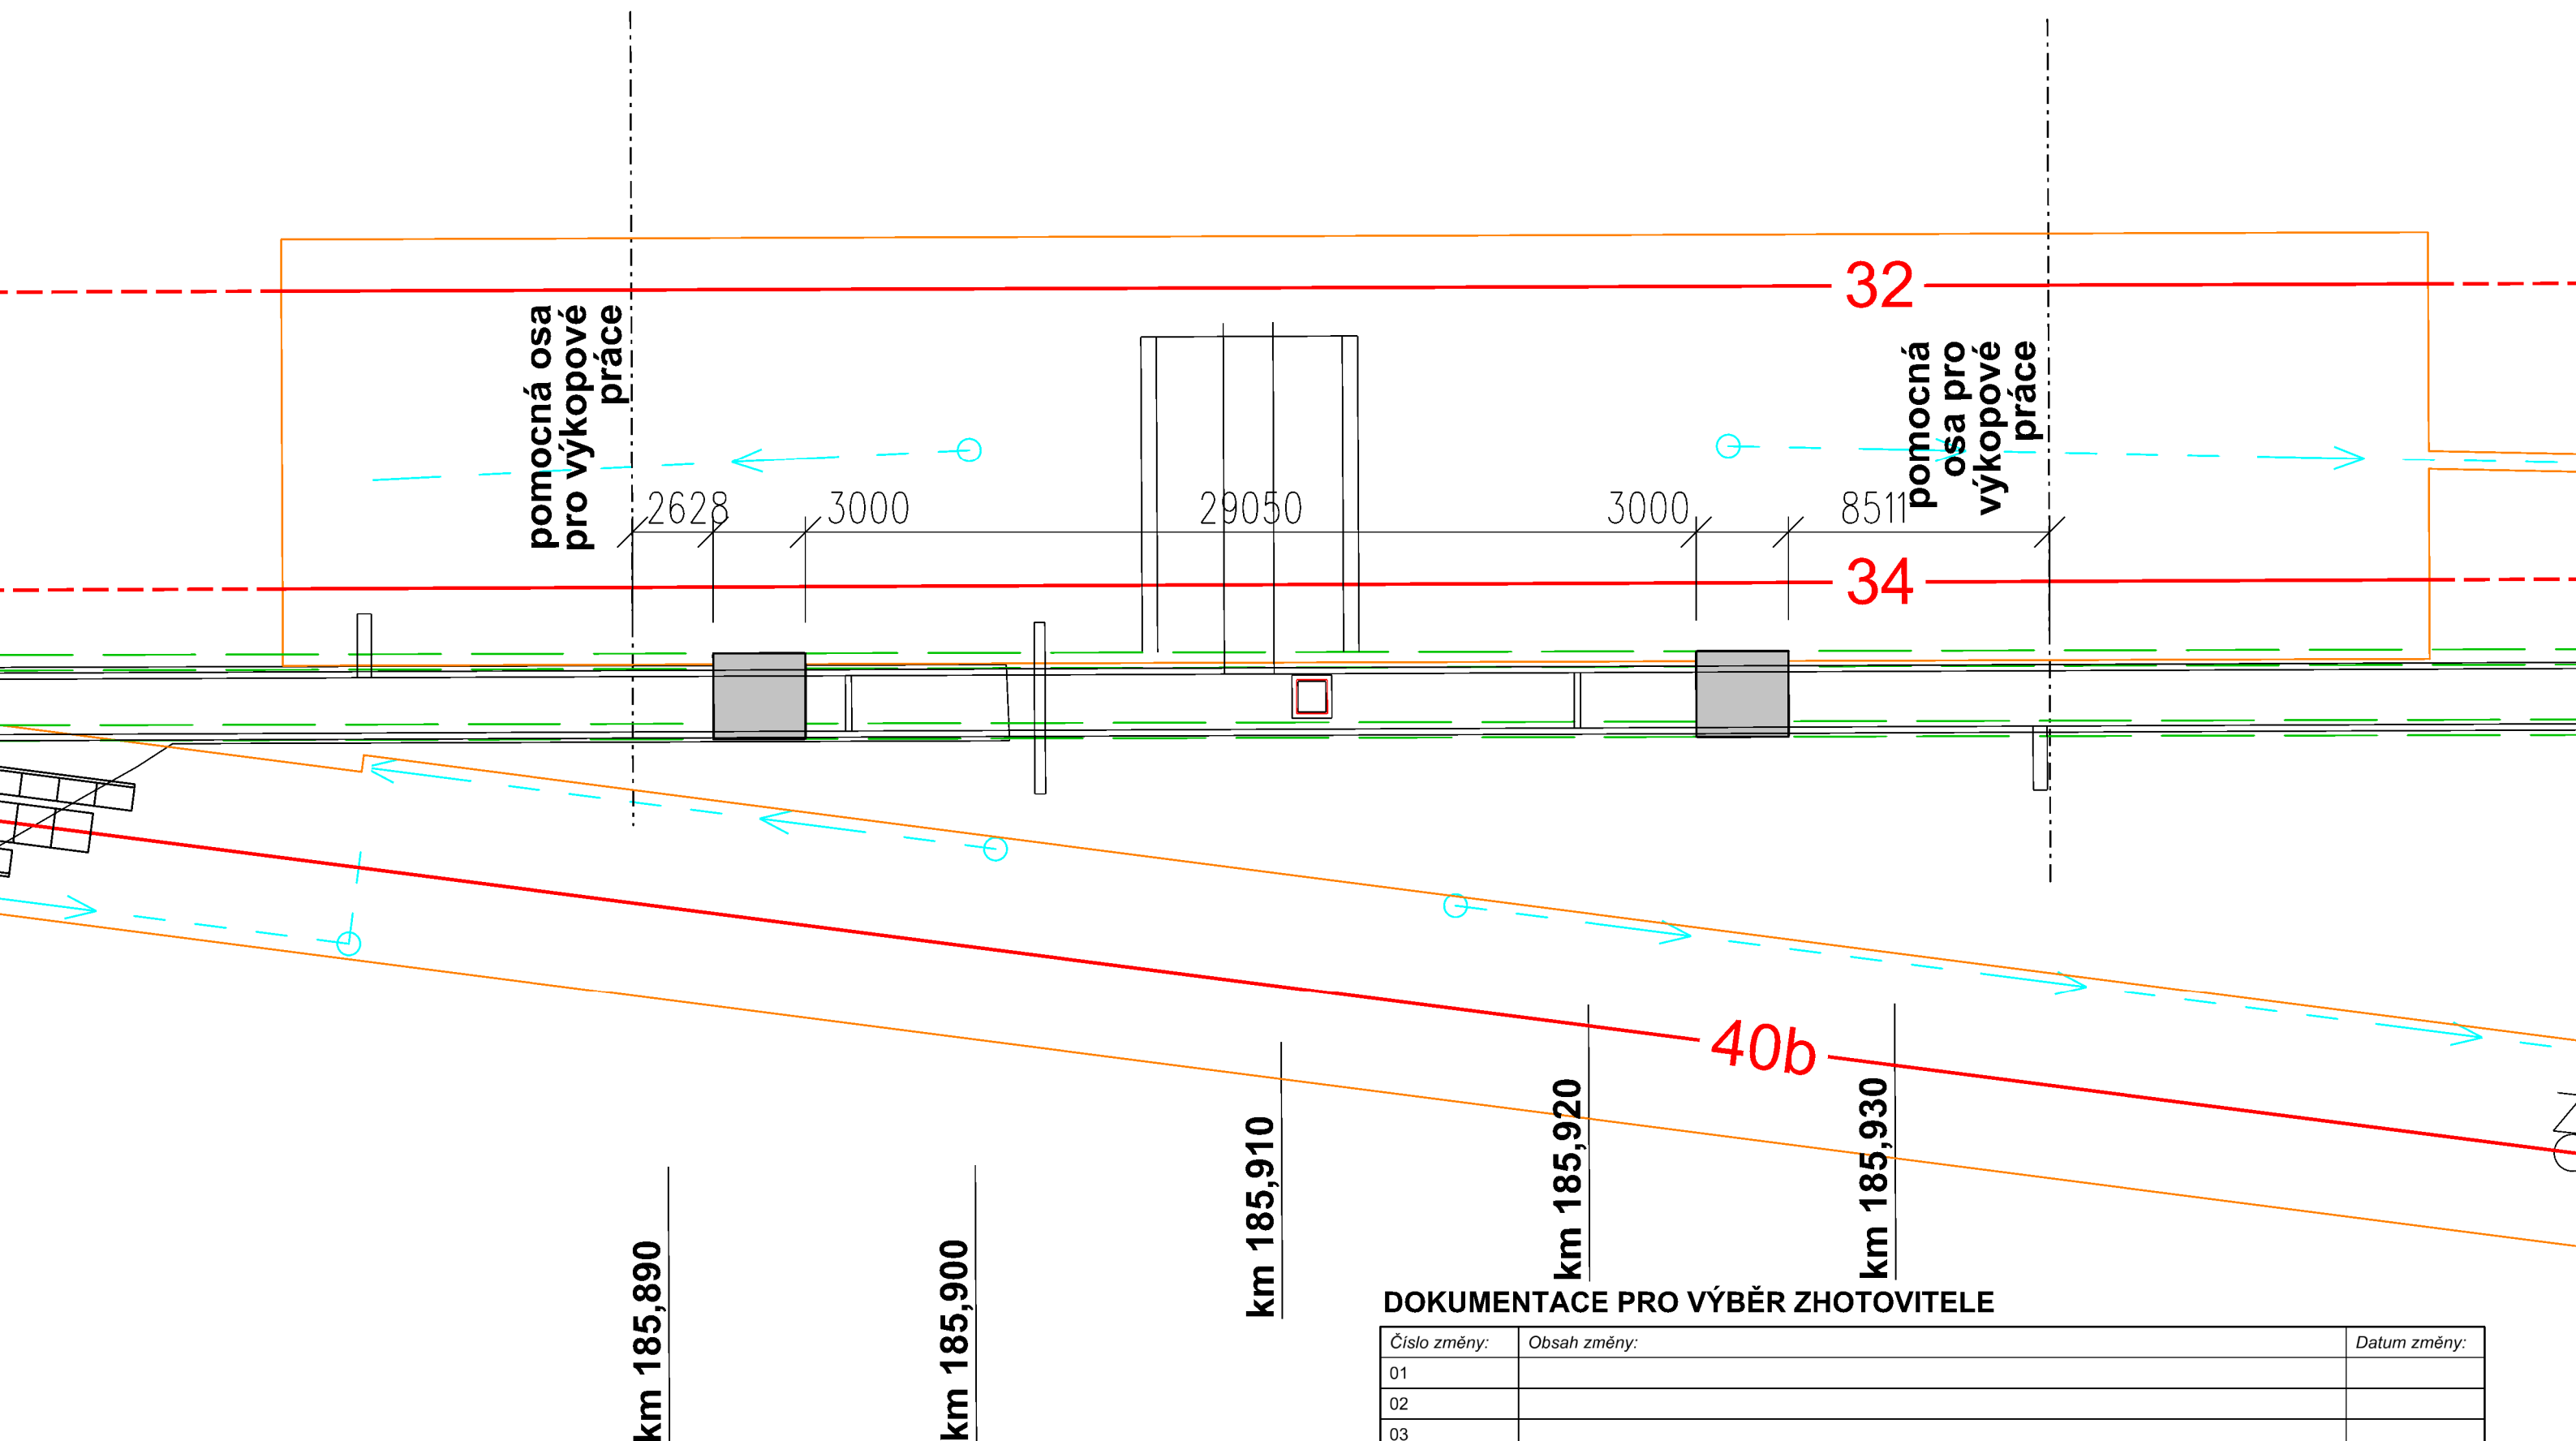 32
pomocná osa
pro výkopové
práce
pomocná
osa pro
výkopové
práce
2628
3000
29050
3000
8511
34
40b
km 185,890
km 185,900
km 185,910
km 185,920
km 185,930
DOKUMENTACE PRO VÝBĚR ZHOTOVITELE
Číslo změny: Obsah změny: Datum změny:
01
02
03